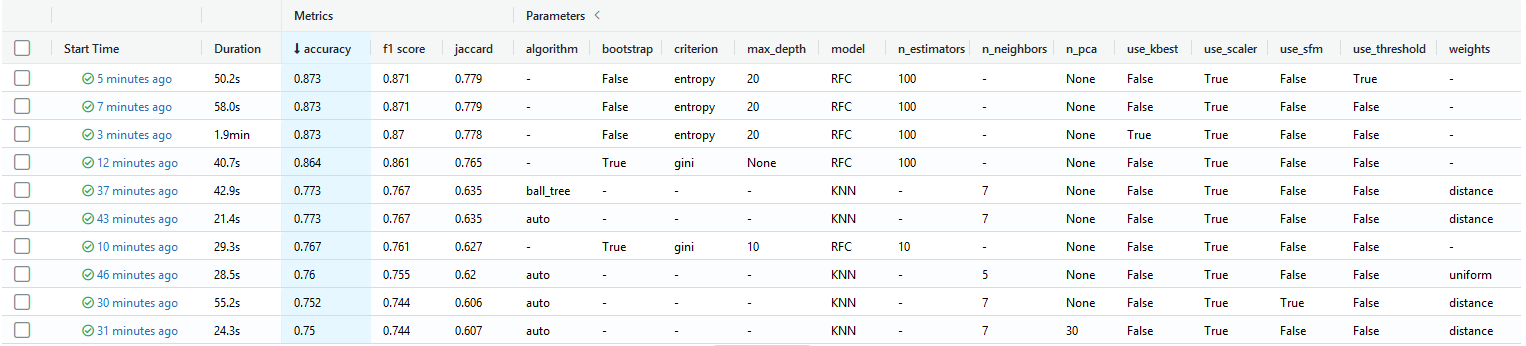 Metrics Parameters <
Start Time Duration ↓ accuracy f1 score jaccard algorithm bootstrap criterion max_depth model n_estimators n_neighbors n_pca use_kbest use_scaler use_sfm use_threshold weights
5 minutes ago 50.2s 0.873 0.871 0.779 - False entropy 20 RFC 100 - None False True False True -
7 minutes ago 58.0s 0.873 0.871 0.779 - False entropy 20 RFC 100 - None False True False False -
3 minutes ago 1.9min 0.873 0.87 0.778 - False entropy 20 RFC 100 - None True True False False -
12 minutes ago 40.7s 0.864 0.861 0.765 - True gini None RFC 100 - None False True False False -
37 minutes ago 42.9s 0.773 0.767 0.635 ball_tree - - - KNN - 7 None False True False False distance
43 minutes ago 21.4s 0.773 0.767 0.635 auto - - - KNN - 7 None False True False False distance
10 minutes ago 29.3s 0.767 0.761 0.627 - True gini 10 RFC 10 - None False True False False -
46 minutes ago 28.5s 0.76 0.755 0.62 auto - - - KNN - 5 None False True False False uniform
30 minutes ago 55.2s 0.752 0.744 0.606 auto - - - KNN - 7 None False True True False distance
31 minutes ago 24.3s 0.75 0.744 0.607 auto - - - KNN - 7 30 False True False False distance